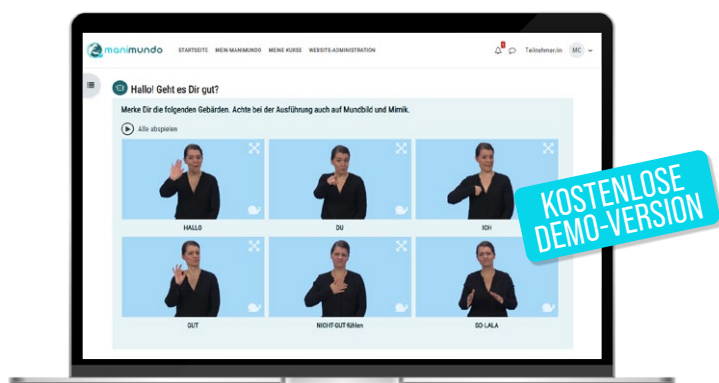 manimundo
STARTSEITE MEIN MANIMUNDO MEINE KURSE WEBSITE-ADMINISTRATION
Teilnehmer/in MC
Hallo! Geht es Dir gut?
Merke Dir die folgenden Gebärden. Achte bei der Ausführung auch auf Mundbild und Mimik.
Alle abspielen
HALLO DU ICH
GUT NICHT-GUT-fühlen SO-LALA
KOSTENLOSE
DEMO-VERSION